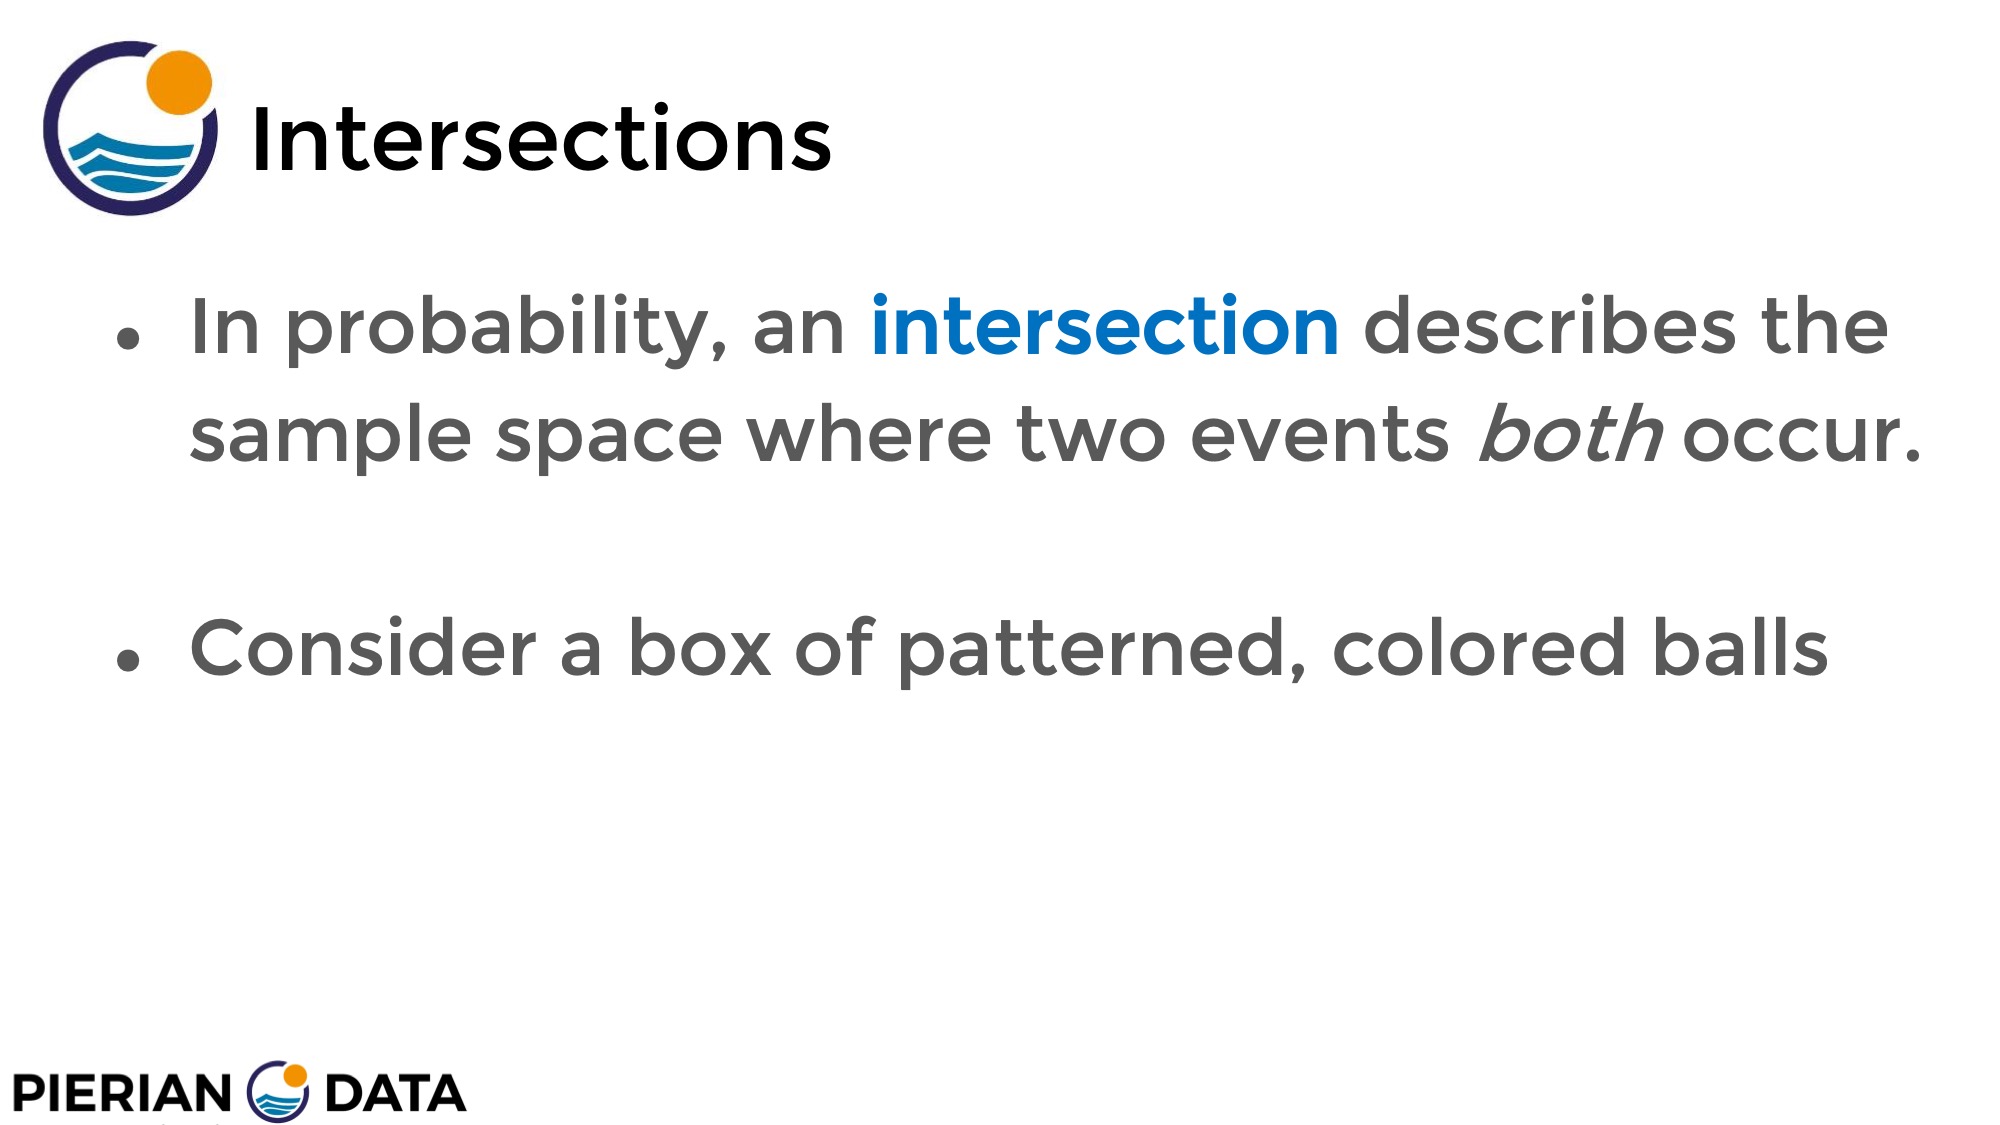 Intersections
• In probability, an intersection describes the
sample space where two events both occur.
• Consider a box of patterned, colored balls
PIERIAN DATA